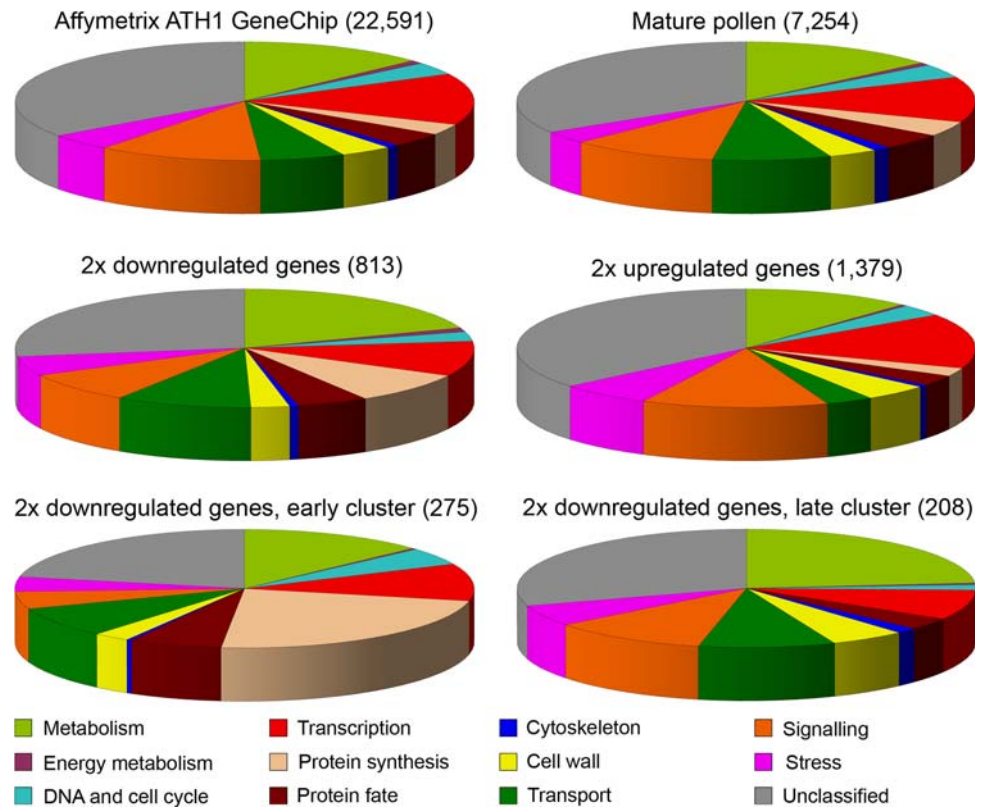 Affymetrix ATH1 GeneChip (22,591)
Mature pollen (7,254)
2x downregulated genes (813)
2x upregulated genes (1,379)
2x downregulated genes, early cluster (275)
2x downregulated genes, late cluster (208)
Metabolism
Transcription
Cytoskeleton
Signalling
Energy metabolism
Protein synthesis
Cell wall
Stress
DNA and cell cycle
Protein fate
Transport
Unclassified